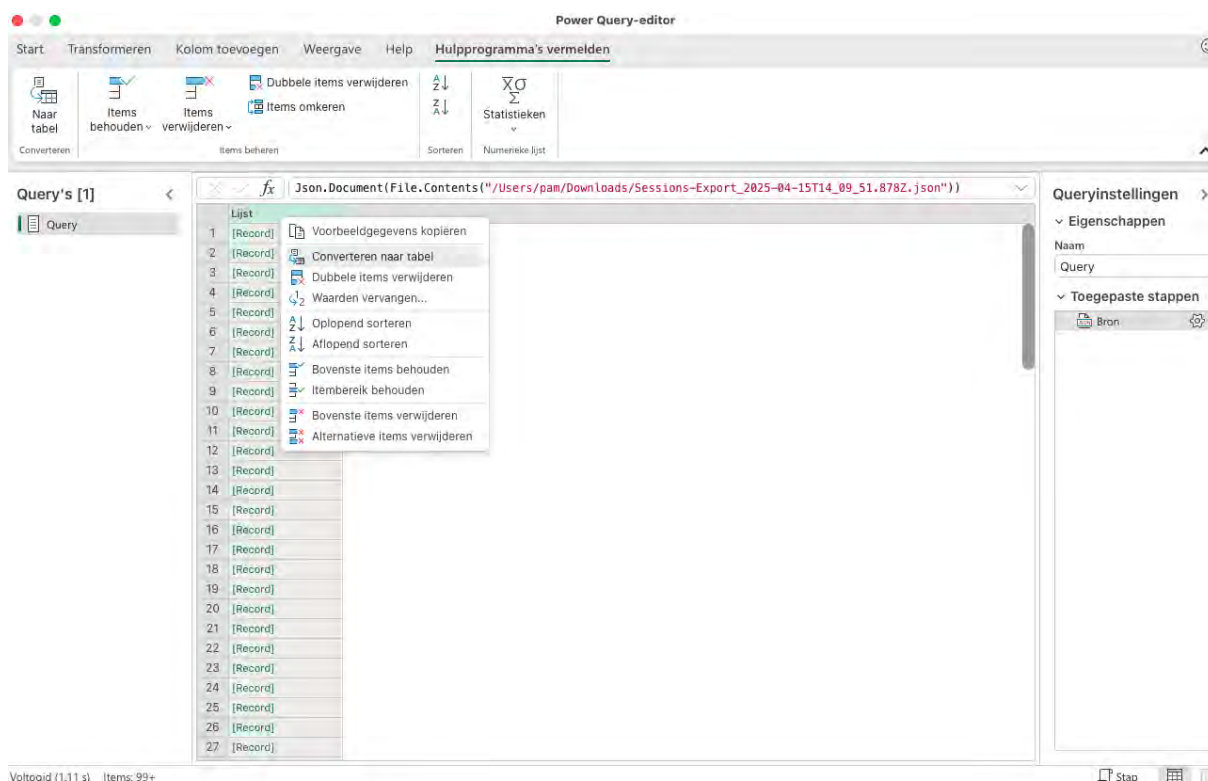 Power Query-editor
Start Transformeren Kolom toevoegen Weergave Help Hulpprogramma's vermelden
Naar tabel
Items behouden
Items verwijderen
Dubbele items verwijderen
Items omkeren
Statistieken
Converteren Items beheren Sorteren Numerieke lijst
Query's [1]
Query
fx Json.Document(File.Contents("/Users/pam/Downloads/Sessions-Export_2025-04-15T14_09_51.878Z.json"))
Lijst
1 [Record]
2 [Record]
3 [Record]
4 [Record]
5 [Record]
6 [Record]
7 [Record]
8 [Record]
9 [Record]
10 [Record]
11 [Record]
12 [Record]
13 [Record]
14 [Record]
15 [Record]
16 [Record]
17 [Record]
18 [Record]
19 [Record]
20 [Record]
21 [Record]
22 [Record]
23 [Record]
24 [Record]
25 [Record]
26 [Record]
27 [Record]
Voorbeeldgegevens kopiëren
Converteren naar tabel
Dubbele items verwijderen
Waarden vervangen...
Oplopend sorteren
Aflopend sorteren
Bovenste items behouden
Itembereik behouden
Bovenste items verwijderen
Alternatieve items verwijderen
Queryinstellingen
Eigenschappen
Naam
Query
Toegepaste stappen
Bron
Voltooid (1,11 s) Items: 99+
Stap